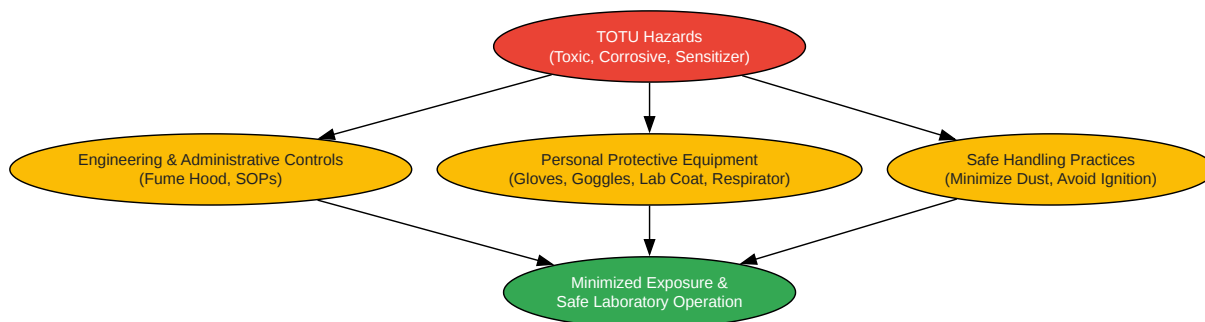 TOTU Hazards
(Toxic, Corrosive, Sensitizer)
Engineering & Administrative Controls
(Fume Hood, SOPs)
Personal Protective Equipment
(Gloves, Goggles, Lab Coat, Respirator)
Safe Handling Practices
(Minimize Dust, Avoid Ignition)
Minimized Exposure &
Safe Laboratory Operation